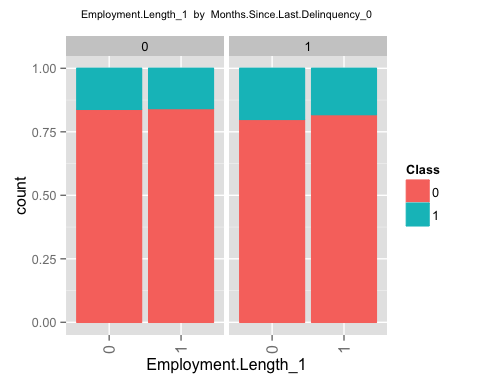 Employment.Length_1 by Months.Since.Last.Delinquency_0
0 1
1.00
0.75
0.50
0.25
0.00
count
0 1 0 1
Employment.Length_1
Class
0
1